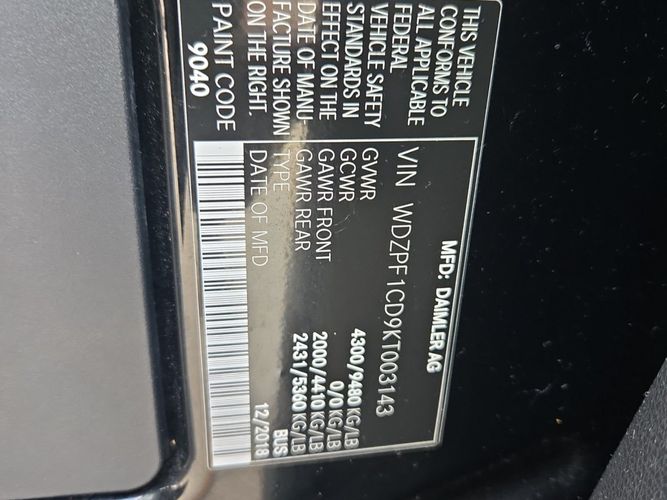 MFD: DAIMLER AG
VIN WDZPF1CD9KT003143
GVWR 4300/9480 KG/LB
GCWR 0/0 KG/LB
GAWR FRONT 2000/4410 KG/LB
GAWR REAR 2431/5360 KG/LB
TYPE BUS
DATE OF MFD 12/2018
THIS VEHICLE
CONFORMS TO
ALL APPLICABLE
FEDERAL
VEHICLE SAFETY
STANDARDS IN
EFFECT ON THE
DATE OF MANU-
FACTURE SHOWN
ON THE RIGHT.
PAINT CODE
9040